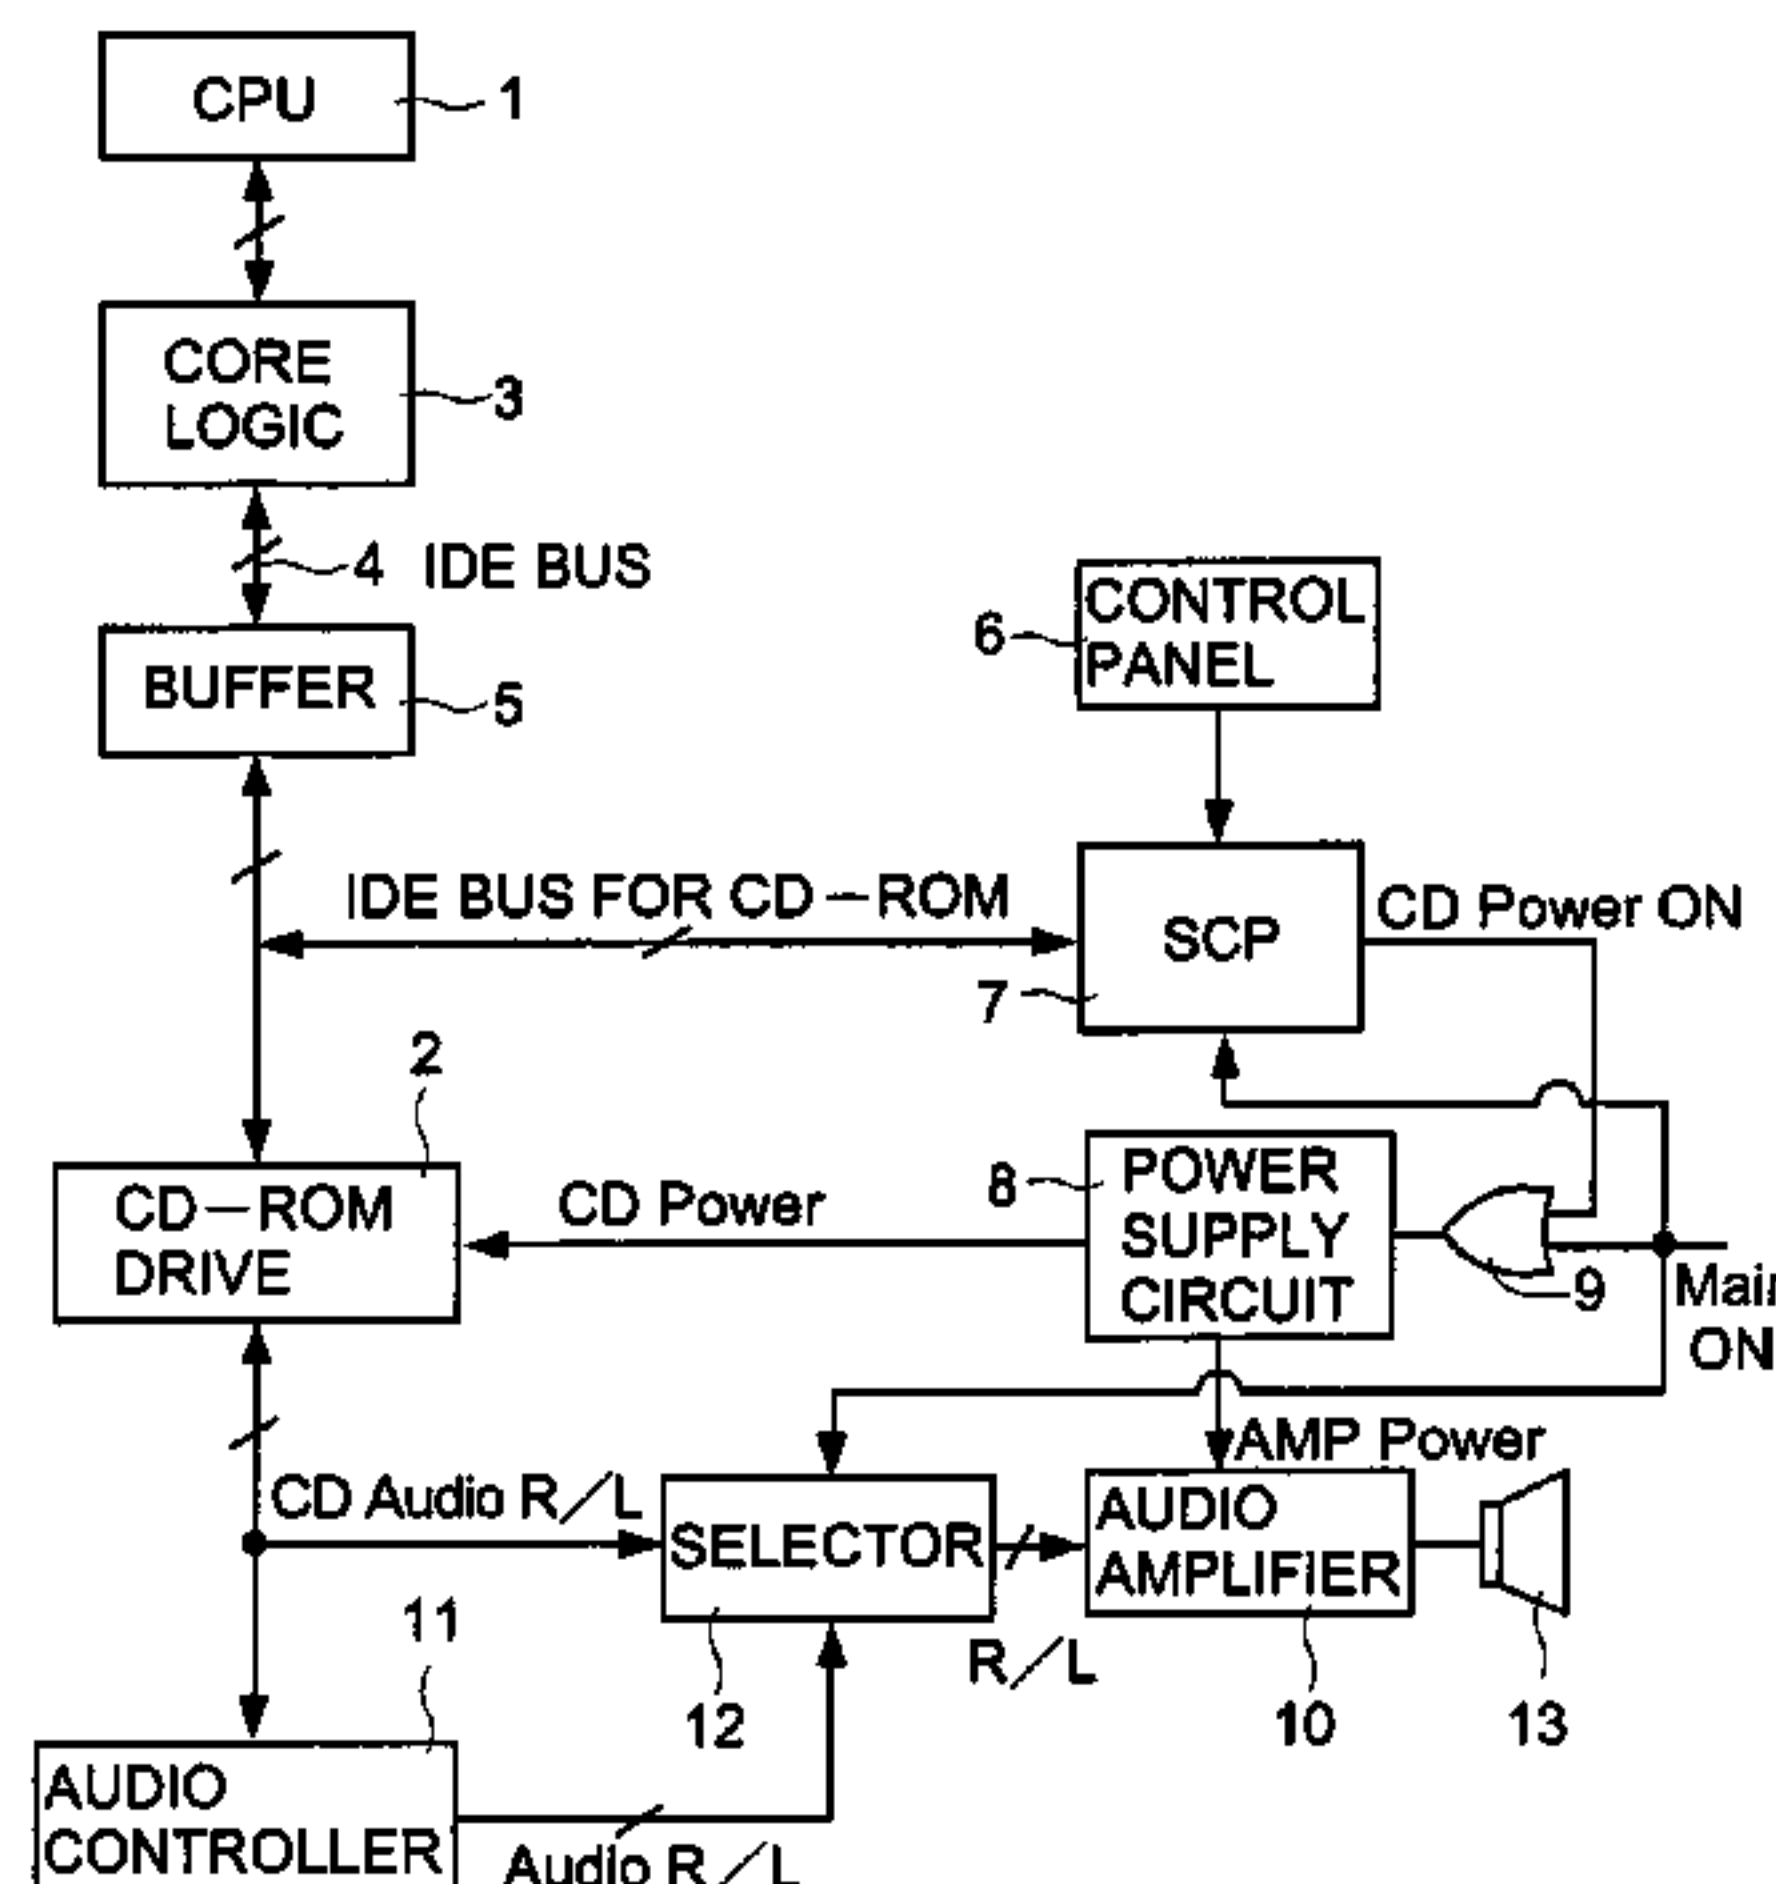 CPU
1
CORE
LOGIC
3
4 IDE BUS
BUFFER
5
CONTROL
PANEL
6
IDE BUS FOR CD-ROM
SCP
7
CD Power ON
2
CD-ROM
DRIVE
CD Power
8
POWER
SUPPLY
CIRCUIT
9
ON
AMP Power
CD Audio R/L
SELECTOR
12
R/L
AUDIO
AMPLIFIER
10
13
11
AUDIO
CONTROLLER
Audio R/L